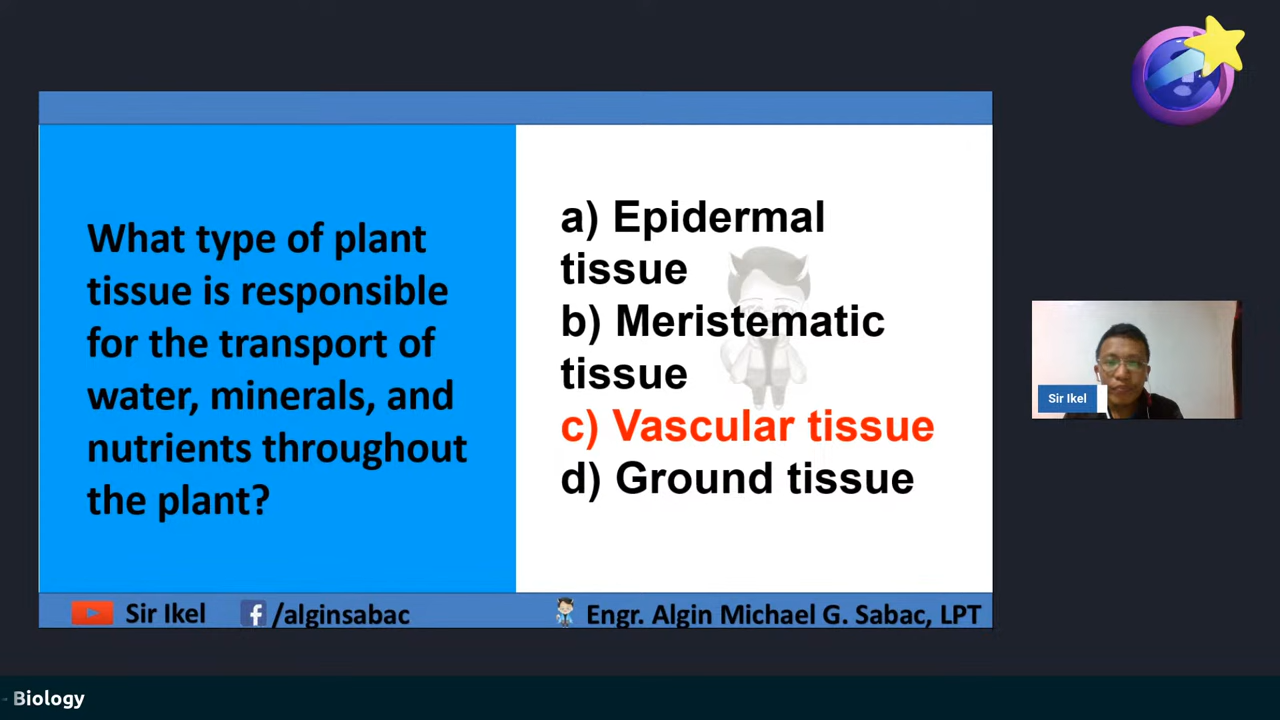 What type of plant
tissue is responsible
for the transport of
water, minerals, and
nutrients throughout
the plant?
a) Epidermal
tissue
b) Meristematic
tissue
c) Vascular tissue
d) Ground tissue
Sir Ikel
Sir Ikel
/alginsabac
Engr. Algin Michael G. Sabac, LPT
- Biology